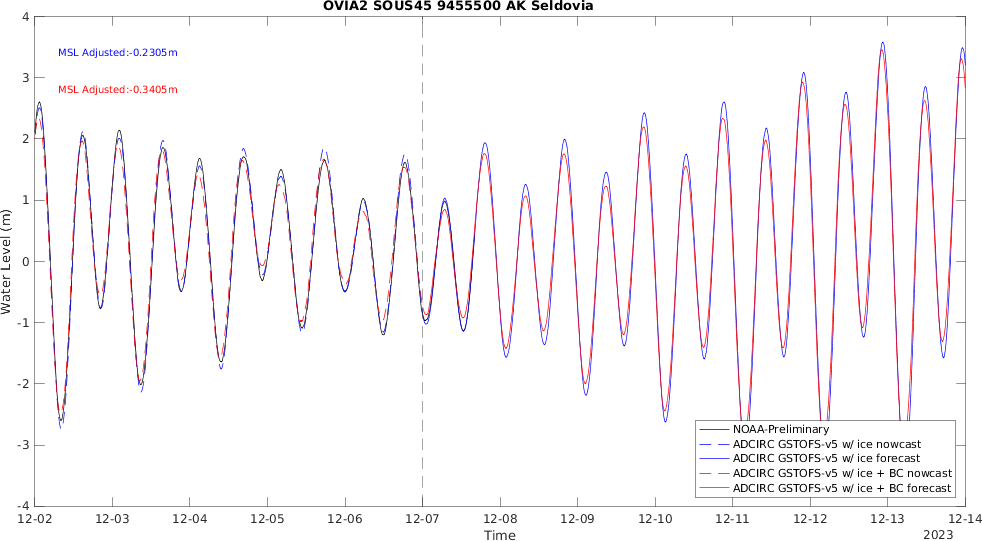 OVIA2 SOUS45 9455500 AK Seldovia
4
3
2
1
0
-1
-2
-3
-4
Water Level (m)
MSL Adjusted:-0.2305m
MSL Adjusted:-0.3405m
NOAA-Preliminary
ADCIRC GSTOFS-v5 w/ ice nowcast
ADCIRC GSTOFS-v5 w/ ice forecast
ADCIRC GSTOFS-v5 w/ ice + BC nowcast
ADCIRC GSTOFS-v5 w/ ice + BC forecast
12-02 12-03 12-04 12-05 12-06 12-07 12-08 12-09 12-10 12-11 12-12 12-13 12-14
Time
2023